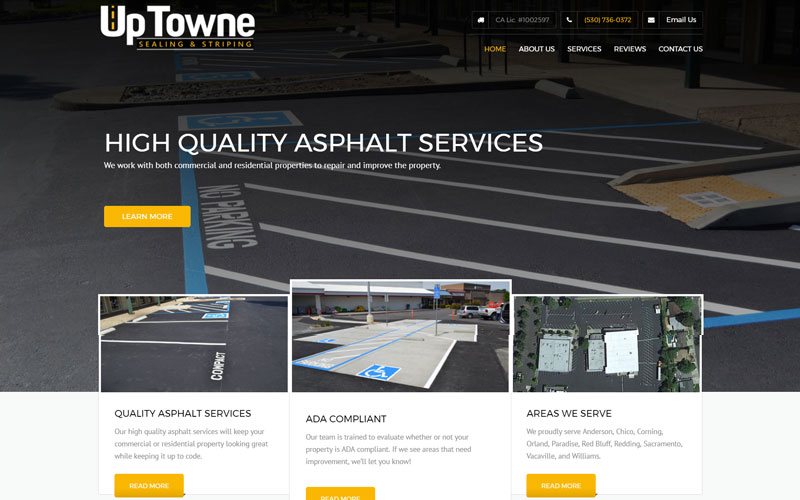 UpTowne
SEALING & STRIPING
CA Lic. #1002597
(530) 736-0372
Email Us
HOME
ABOUT US
SERVICES
REVIEWS
CONTACT US
HIGH QUALITY ASPHALT SERVICES
We work with both commercial and residential properties to repair and improve the property.
LEARN MORE
NO PARKING
COMPACT
QUALITY ASPHALT SERVICES
Our high quality asphalt services will keep your
commercial or residential property looking great
while keeping it up to code.
READ MORE
ADA COMPLIANT
Our team is trained to evaluate whether or not your
property is ADA compliant. If we see areas that need
improvement, we'll let you know!
READ MORE
AREAS WE SERVE
We proudly serve Anderson, Chico, Corning,
Orland, Paradise, Red Bluff, Redding, Sacramento,
Vacaville, and Williams.
READ MORE